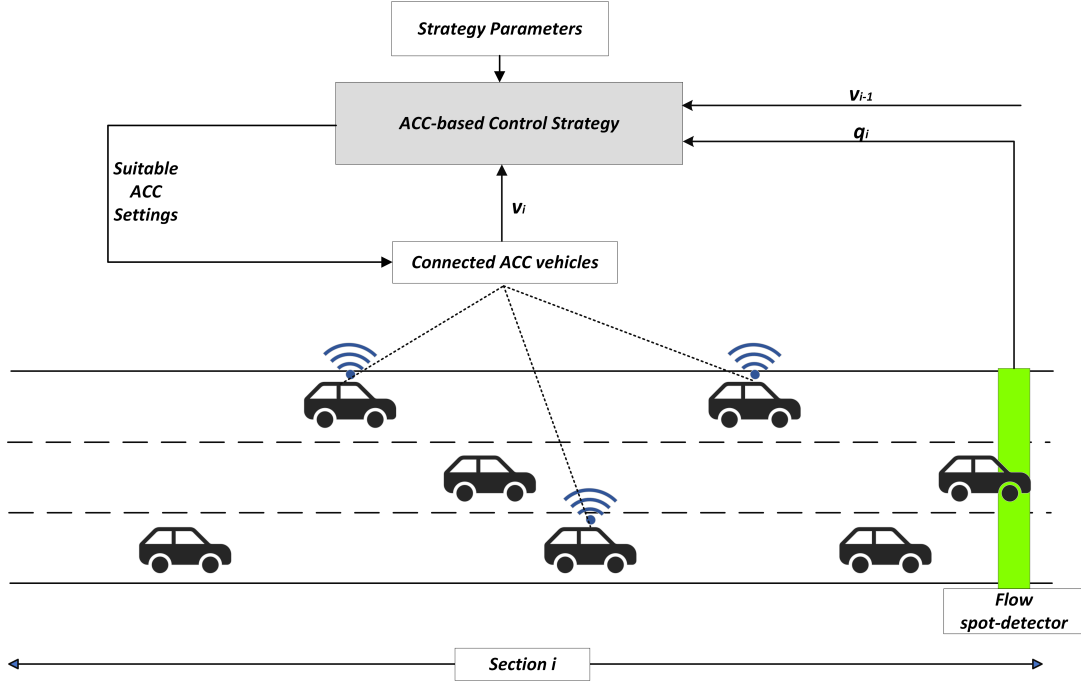 Strategy Parameters
ACC-based Control Strategy
vi-1
qi
Suitable
ACC
Settings
vi
Connected ACC vehicles
Flow
spot-detector
Section i